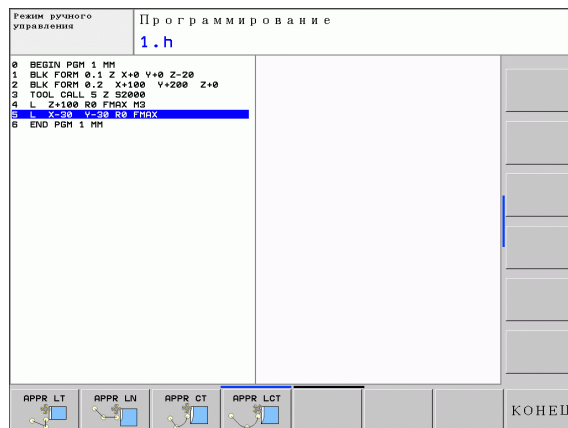 Режим ручного
управления
Программирование
1.h
0 BEGIN PGM 1 MM
1 BLK FORM 0.1 Z X+0 Y+0 Z-20
2 BLK FORM 0.2 X+100 Y+200 Z+0
3 TOOL CALL 5 Z S2000
4 L Z+100 R0 FMAX M3
5 L X-30 Y-30 R0 FMAX
6 END PGM 1 MM
APPR LT
APPR LN
APPR CT
APPR LCT
КОНЕЦ